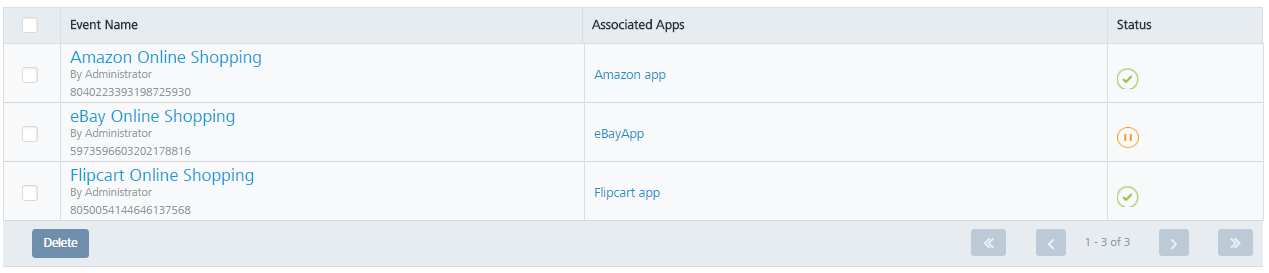 Event Name Associated Apps Status
Amazon Online Shopping
By Administrator
8040223393198725930
Amazon app
eBay Online Shopping
By Administrator
5973596603202178816
eBayApp
Flipcart Online Shopping
By Administrator
8050054144646137568
Flipcart app
Delete
1 - 3 of 3